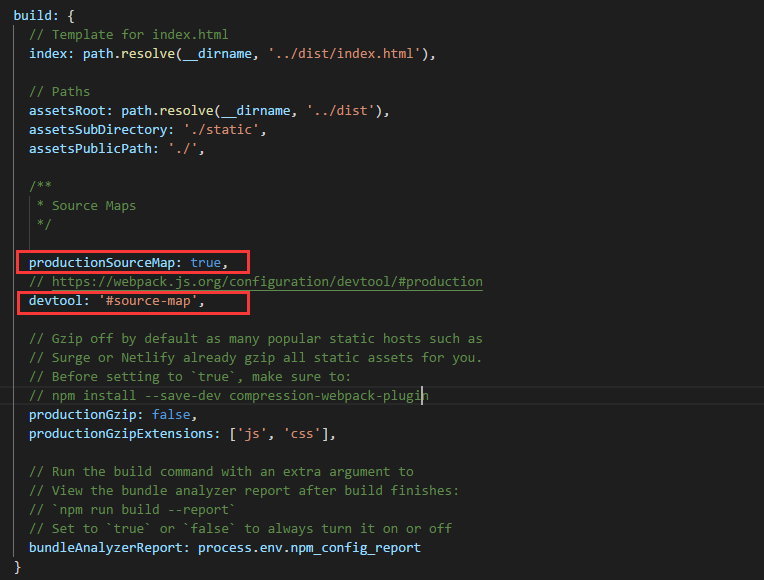 build: {
// Template for index.html
index: path.resolve(__dirname, '../dist/index.html'),
// Paths
assetsRoot: path.resolve(__dirname, '../dist'),
assetsSubDirectory: './static',
assetsPublicPath: './',
/**
* Source Maps
*/
productionSourceMap: true,
// https://webpack.js.org/configuration/devtool/#production
devtool: '#source-map',
// Gzip off by default as many popular static hosts such as
// Surge or Netlify already gzip all static assets for you.
// Before setting to `true`, make sure to:
// npm install --save-dev compression-webpack-plugin
productionGzip: false,
productionGzipExtensions: ['js', 'css'],
// Run the build command with an extra argument to
// View the bundle analyzer report after build finishes:
// `npm run build --report`
// Set to `true` or `false` to always turn it on or off
bundleAnalyzerReport: process.env.npm_config_report
}